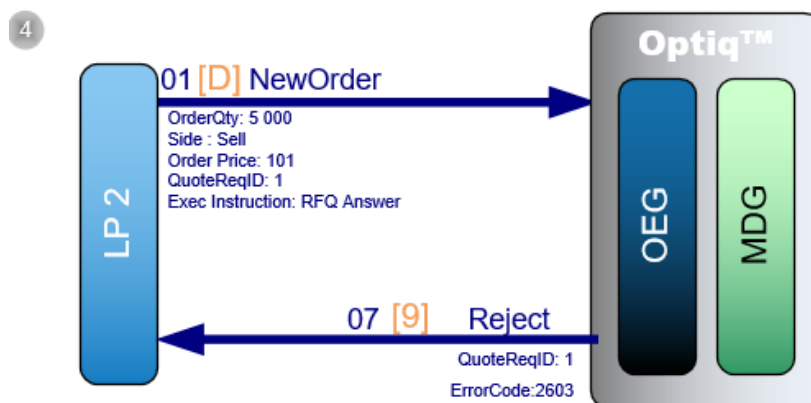 4
Optiq™
01 [D] NewOrder
OrderQty: 5 000
Side : Sell
Order Price: 101
QuoteReqID: 1
Exec Instruction: RFQ Answer
LP 2
OEG
MDG
07 [9] Reject
QuoteReqID: 1
ErrorCode:2603